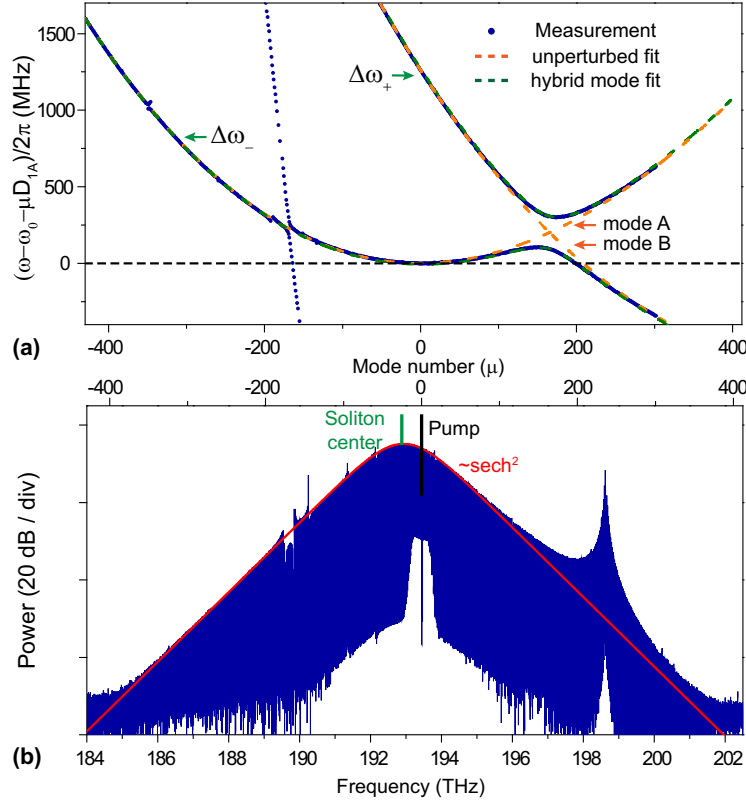 1500
1000
500
0
(ω−ω₀−μD₁A)/2π (MHz)
Δω₊
Δω₋
Measurement
unperturbed fit
hybrid mode fit
mode A
mode B
(a)
-400 -200 0 200 400
Mode number (μ)
-400 -200 0 200 400
Soliton
center
Pump
~sech²
Power (20 dB / div)
(b)
184 186 188 190 192 194 196 198 200 202
Frequency (THz)